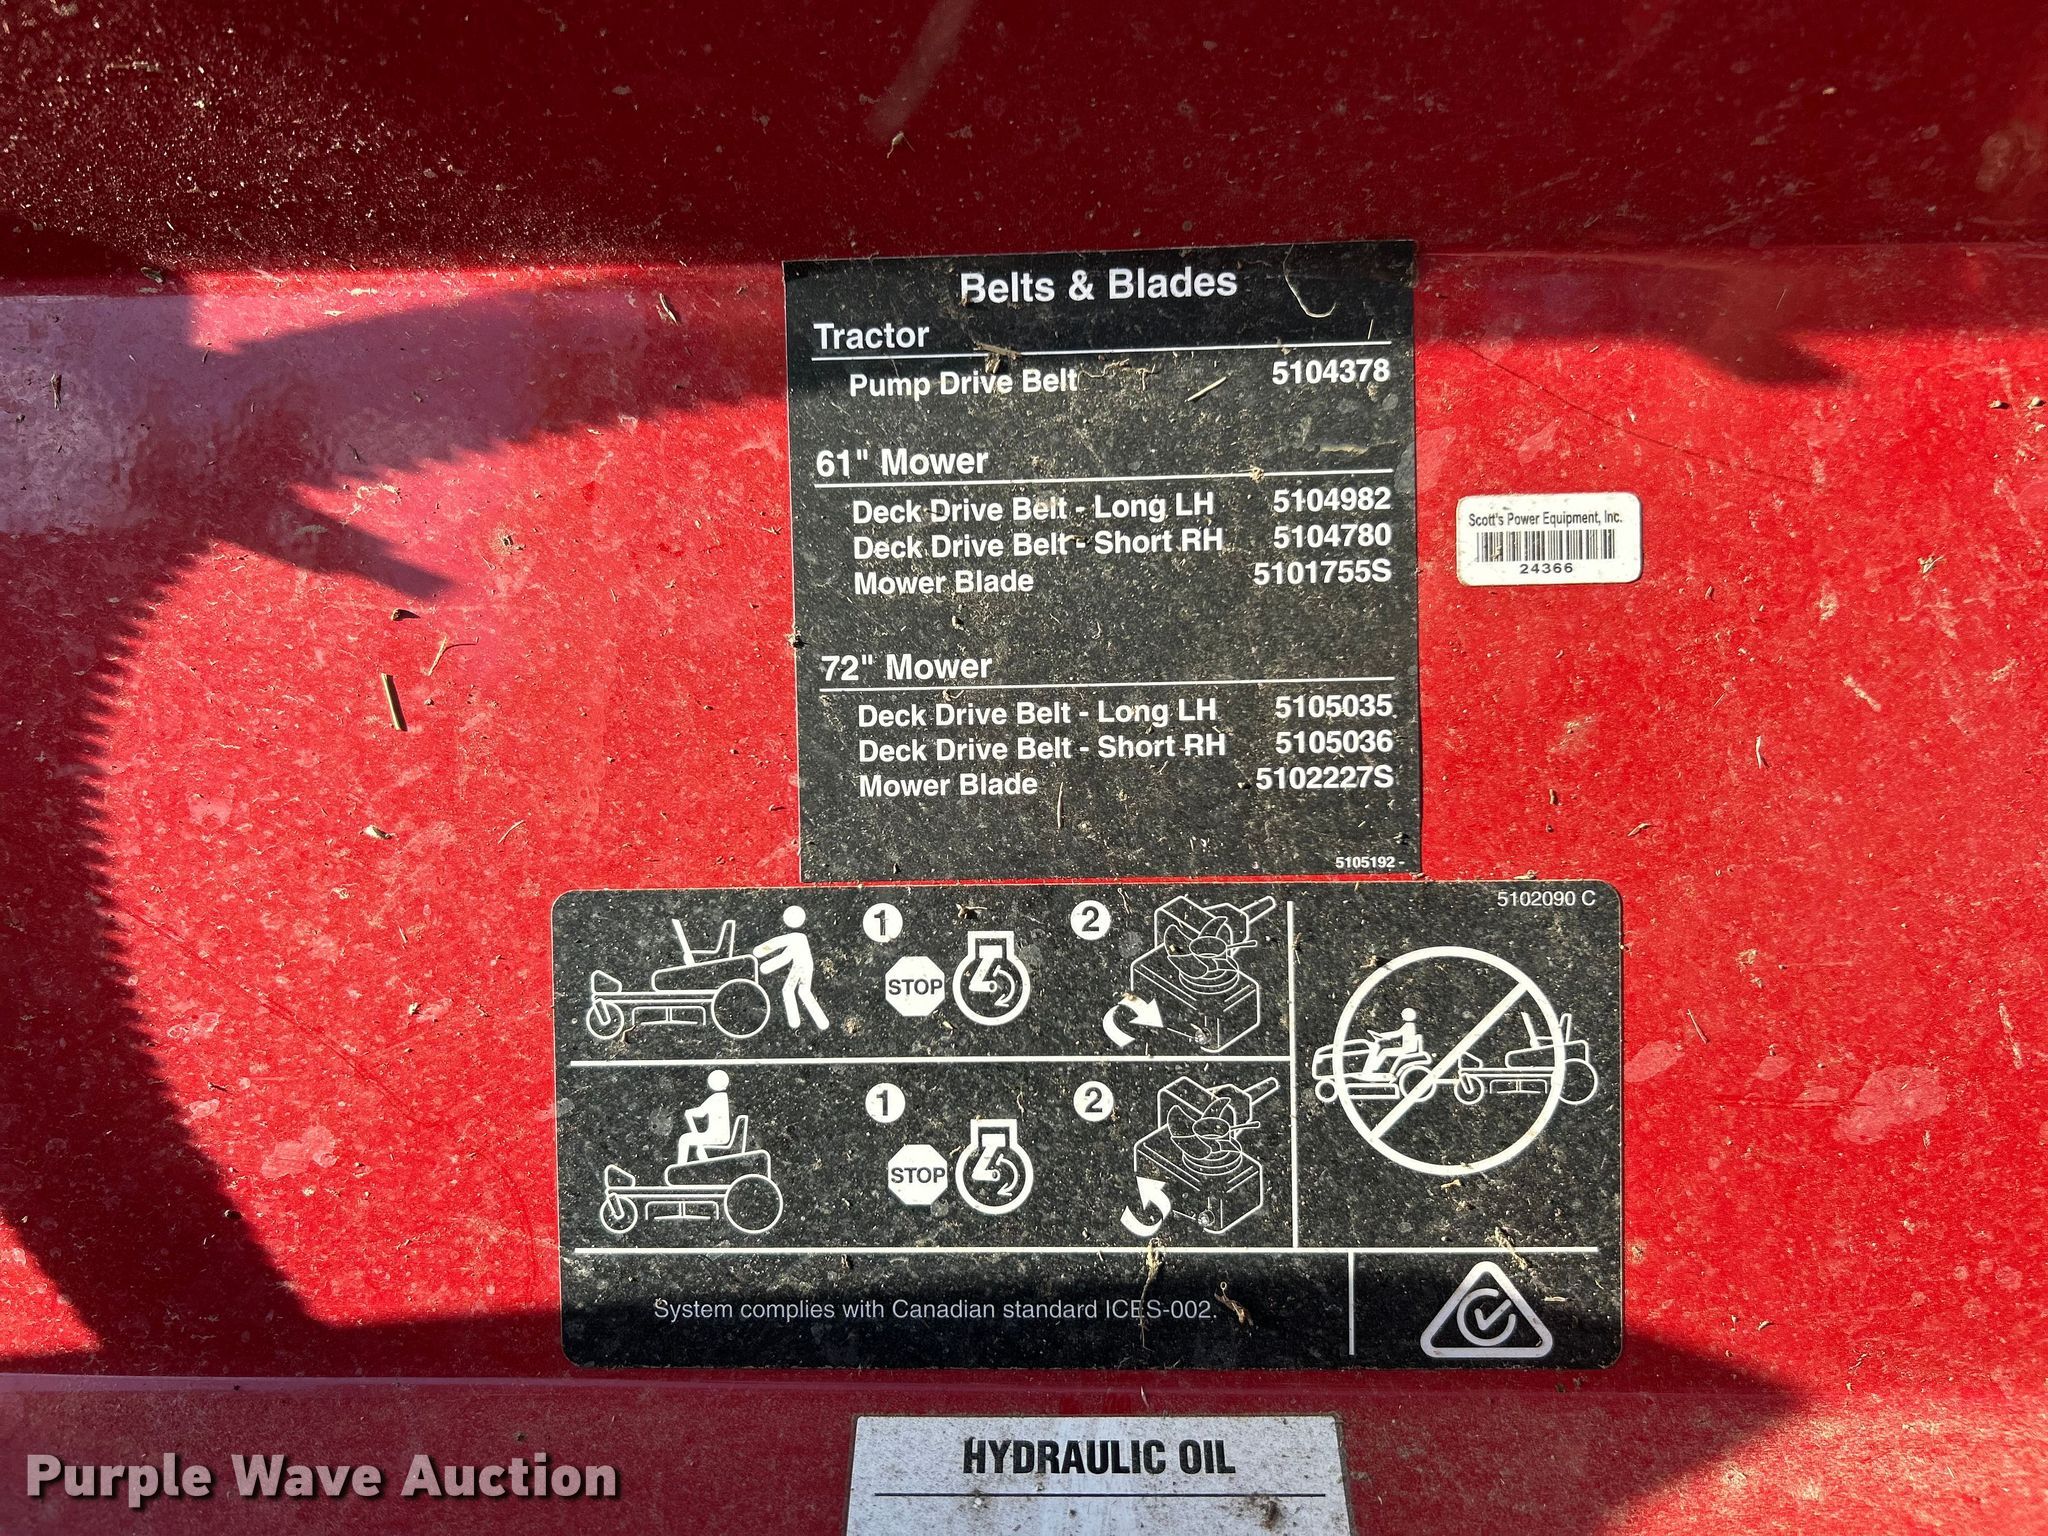 Belts & Blades
Tractor
Pump Drive Belt 5104378
61" Mower
Deck Drive Belt - Long LH 5104982
Deck Drive Belt - Short RH 5104780
Mower Blade 5101755S
72" Mower
Deck Drive Belt - Long LH 5105035
Deck Drive Belt - Short RH 5105036
Mower Blade 5102227S
5105192 -
Scott's Power Equipment, Inc.
24366
5102090 C
1 STOP 2
1 STOP 2
System complies with Canadian standard ICES-002.
HYDRAULIC OIL
Purple Wave Auction